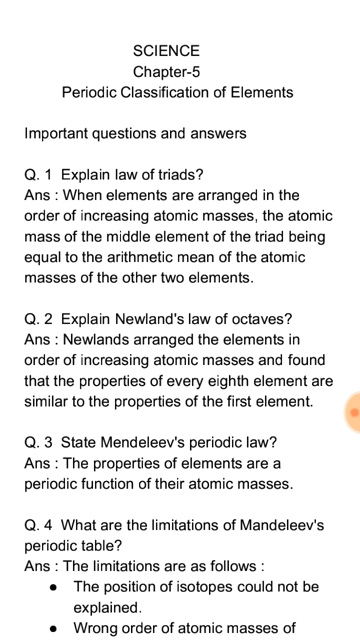 SCIENCE
Chapter-5
Periodic Classification of Elements
Important questions and answers
Q. 1 Explain law of triads?
Ans : When elements are arranged in the
order of increasing atomic masses, the atomic
mass of the middle element of the triad being
equal to the arithmetic mean of the atomic
masses of the other two elements.
Q. 2 Explain Newland's law of octaves?
Ans : Newlands arranged the elements in
order of increasing atomic masses and found
that the properties of every eighth element are
similar to the properties of the first element.
Q. 3 State Mendeleev's periodic law?
Ans : The properties of elements are a
periodic function of their atomic masses.
Q. 4 What are the limitations of Mandeleev's
periodic table?
Ans : The limitations are as follows :
● The position of isotopes could not be
explained.
● Wrong order of atomic masses of